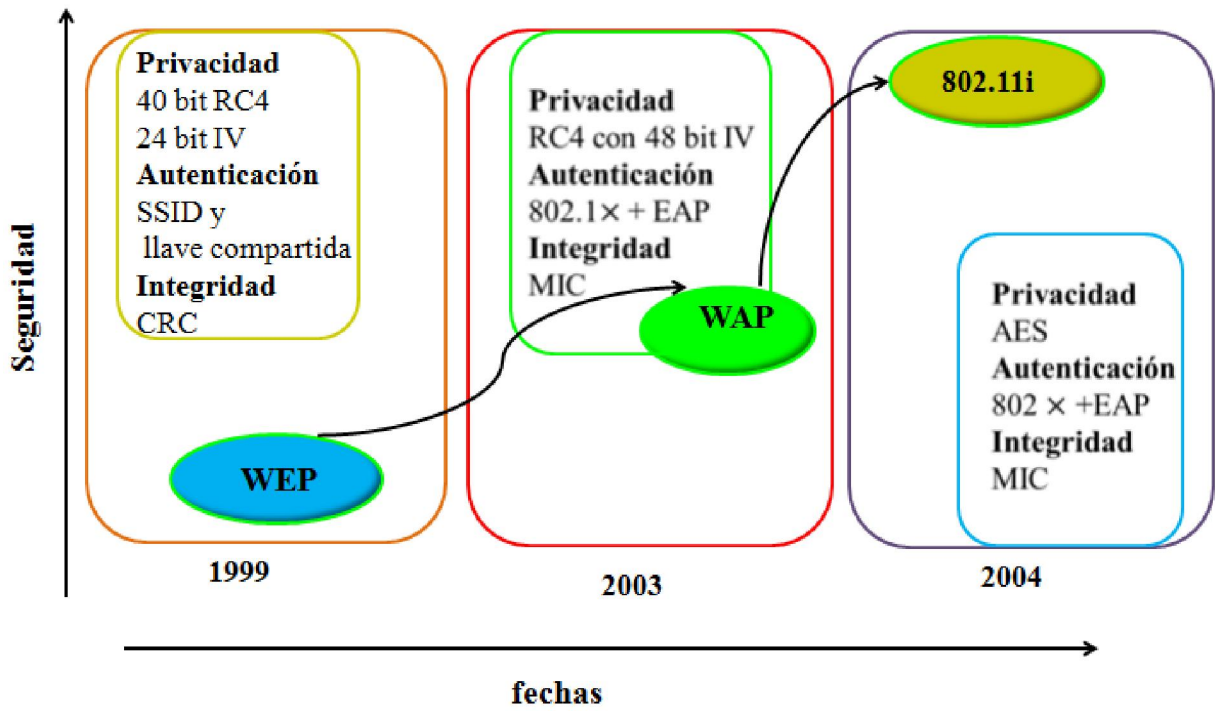 Seguridad
Privacidad
40 bit RC4
24 bit IV
Autenticación
SSID y
llave compartida
Integridad
CRC
WEP
1999
Privacidad
RC4 con 48 bit IV
Autenticación
802.1× + EAP
Integridad
MIC
WAP
2003
802.11i
Privacidad
AES
Autenticación
802 × +EAP
Integridad
MIC
2004
fechas